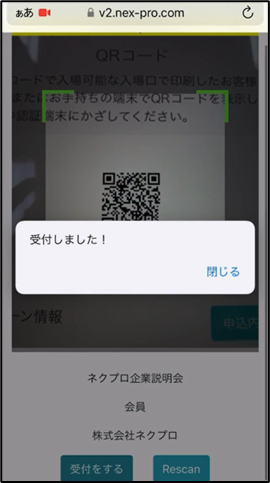 ぁあ v2.nex-pro.com
QRコード
コードで入場可能な入場口で印刷したお客様
またはお手持ちの端末でQRコードを表示し
認証端末にかざしてください。
受付しました！
閉じる
ーン情報
申込内
ネクプロ企業説明会
会員
株式会社ネクプロ
受付をする Rescan